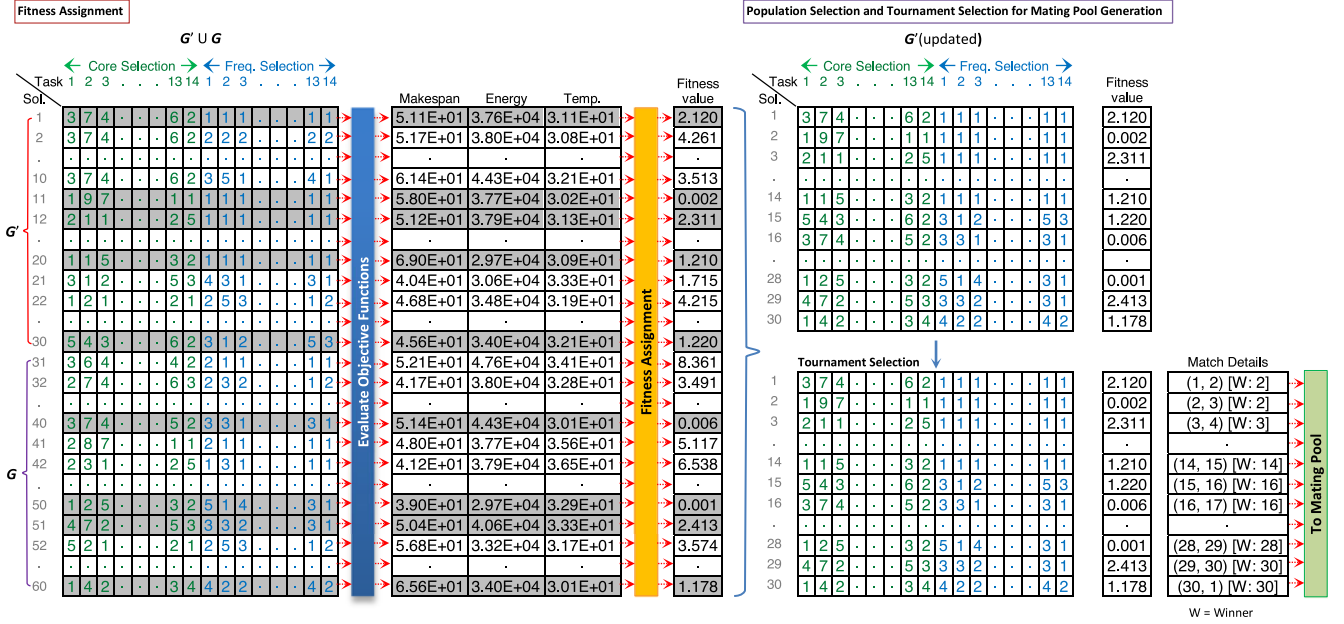 Fitness Assignment
G' U G
Core Selection Freq. Selection
Task 1 2 3 . . . 13 14 1 2 3 . . . 13 14
Sol.
Makespan Energy Temp. Fitness value
1 3 7 4 . . . 6 2 1 1 1 . . . 1 1 5.11E+01 3.76E+04 3.11E+01 2.120
2 3 7 4 . . . 6 2 2 2 2 . . . 2 2 5.17E+01 3.80E+04 3.08E+01 4.261
. . . . . . . . . . . . . . . . . . . . .
10 3 7 4 . . . 6 2 3 5 1 . . . 4 1 6.14E+01 4.43E+04 3.21E+01 3.513
11 1 9 7 . . . 1 1 1 1 1 . . . 1 1 5.80E+01 3.77E+04 3.02E+01 0.002
12 2 1 1 . . . 2 5 1 1 1 . . . 1 1 5.12E+01 3.79E+04 3.13E+01 2.311
. . . . . . . . . . . . . . . . . . . . .
20 1 1 5 . . . 3 2 1 1 1 . . . 1 1 6.90E+01 2.97E+04 3.09E+01 1.210
21 3 1 2 . . . 5 3 4 3 1 . . . 3 1 4.04E+01 3.06E+04 3.33E+01 1.715
22 1 2 1 . . . 2 1 2 5 3 . . . 1 2 4.68E+01 3.48E+04 3.19E+01 4.215
. . . . . . . . . . . . . . . . . . . . .
30 5 4 3 . . . 6 2 3 1 2 . . . 5 3 4.56E+01 3.40E+04 3.21E+01 1.220
31 3 6 4 . . . 4 2 2 1 1 . . . 1 1 5.21E+01 4.76E+04 3.41E+01 8.361
32 2 7 4 . . . 6 3 2 3 2 . . . 1 2 4.17E+01 3.80E+04 3.28E+01 3.491
. . . . . . . . . . . . . . . . . . . . .
40 3 7 4 . . . 5 2 3 3 1 . . . 3 1 5.14E+01 4.43E+04 3.01E+01 0.006
41 2 8 7 . . . 1 1 2 1 1 . . . 1 1 4.80E+01 3.77E+04 3.56E+01 5.117
42 2 3 1 . . . 2 5 1 3 1 . . . 1 1 4.12E+01 3.79E+04 3.65E+01 6.538
. . . . . . . . . . . . . . . . . . . . .
50 1 2 5 . . . 3 2 5 1 4 . . . 3 1 3.90E+01 2.97E+04 3.29E+01 0.001
51 4 7 2 . . . 5 3 3 3 2 . . . 3 1 5.04E+01 4.06E+04 3.33E+01 2.413
52 5 2 1 . . . 2 1 2 5 3 . . . 1 2 5.68E+01 3.32E+04 3.17E+01 3.574
. . . . . . . . . . . . . . . . . . . . .
60 1 4 2 . . . 3 4 4 2 2 . . . 4 2 6.56E+01 3.40E+04 3.01E+01 1.178
G'
G
Evaluate Objective Functions
Fitness Assignment
Population Selection and Tournament Selection for Mating Pool Generation
G'(updated)
Core Selection Freq. Selection
Task 1 2 3 . . . 13 14 1 2 3 . . . 13 14
Sol.
Fitness value
1 3 7 4 . . . 6 2 1 1 1 . . . 1 1 2.120
2 1 9 7 . . . 1 1 1 1 1 . . . 1 1 0.002
3 2 1 1 . . . 2 5 1 1 1 . . . 1 1 2.311
. . . . . . . . . . . . . . . . . .
14 1 1 5 . . . 3 2 1 1 1 . . . 1 1 1.210
15 5 4 3 . . . 6 2 3 1 2 . . . 5 3 1.220
16 3 7 4 . . . 5 2 3 3 1 . . . 3 1 0.006
. . . . . . . . . . . . . . . . . .
28 1 2 5 . . . 3 2 5 1 4 . . . 3 1 0.001
29 4 7 2 . . . 5 3 3 3 2 . . . 3 1 2.413
30 1 4 2 . . . 3 4 4 2 2 . . . 4 2 1.178
Tournament Selection
Match Details
1 3 7 4 . . . 6 2 1 1 1 . . . 1 1 2.120 (1, 2) [W: 2]
2 1 9 7 . . . 1 1 1 1 1 . . . 1 1 0.002 (2, 3) [W: 2]
3 2 1 1 . . . 2 5 1 1 1 . . . 1 1 2.311 (3, 4) [W: 3]
. . . . . . . . . . . . . . . . . . .
14 1 1 5 . . . 3 2 1 1 1 . . . 1 1 1.210 (14, 15) [W: 14]
15 5 4 3 . . . 6 2 3 1 2 . . . 5 3 1.220 (15, 16) [W: 16]
16 3 7 4 . . . 5 2 3 3 1 . . . 3 1 0.006 (16, 17) [W: 16]
. . . . . . . . . . . . . . . . . . .
28 1 2 5 . . . 3 2 5 1 4 . . . 3 1 0.001 (28, 29) [W: 28]
29 4 7 2 . . . 5 3 3 3 2 . . . 3 1 2.413 (29, 30) [W: 30]
30 1 4 2 . . . 3 4 4 2 2 . . . 4 2 1.178 (30, 1) [W: 30]
To Mating Pool
W = Winner